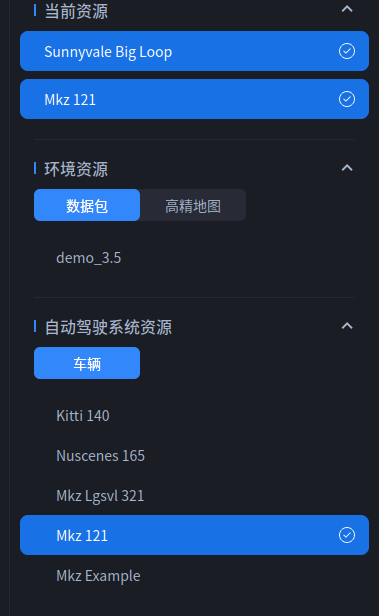 当前资源
Sunnyvale Big Loop
Mkz 121
环境资源
数据包 高精地图
demo_3.5
自动驾驶系统资源
车辆
Kitti 140
Nuscenes 165
Mkz Lgsvl 321
Mkz 121
Mkz Example